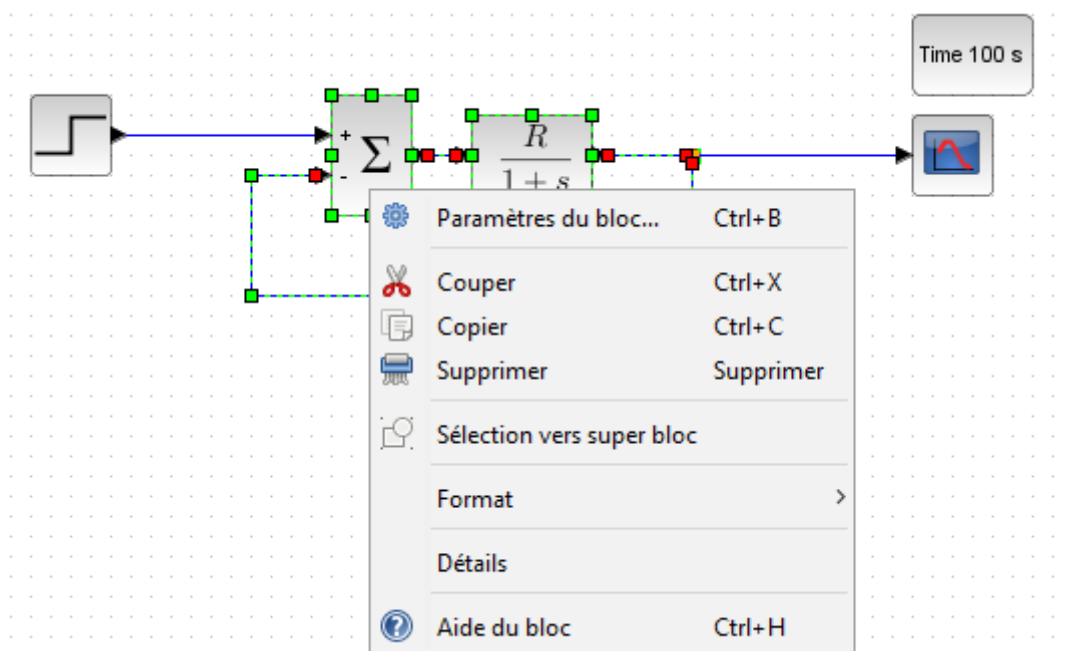 Time 100 s
+
Σ
-
R
1 + s
Paramètres du bloc... Ctrl+B
Couper Ctrl+X
Copier Ctrl+C
Supprimer Supprimer
Sélection vers super bloc
Format
Détails
Aide du bloc Ctrl+H